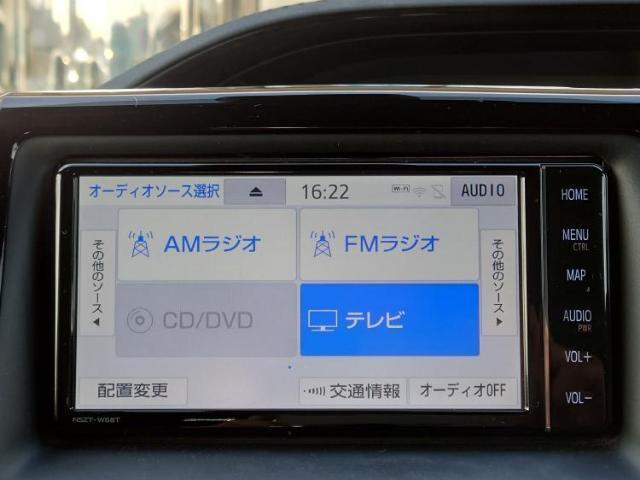 オーディオソース選択 16:22 Wi-Fi AUDIO
AMラジオ
FMラジオ
その他のソース
その他のソース
CD/DVD
テレビ
配置変更
交通情報
オーディオOFF
NSZT-W68T
HOME
MENU
CTRL
MAP
AUDIO
PWR
VOL+
VOL-